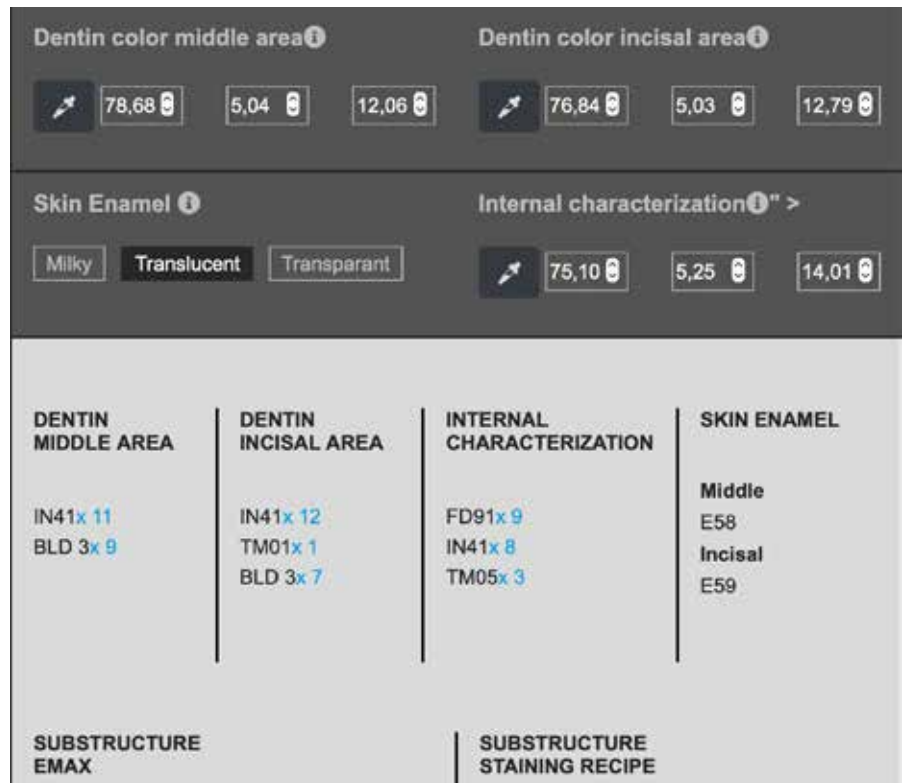 Dentin color middle area
Dentin color incisal area
78,68 5,04 12,06
76,84 5,03 12,79
Skin Enamel
Internal characterization" >
Milky Translucent Transparant
75,10 5,25 14,01
DENTIN
MIDDLE AREA
IN41x 11
BLD 3x 9
DENTIN
INCISAL AREA
IN41x 12
TM01x 1
BLD 3x 7
INTERNAL
CHARACTERIZATION
FD91x 9
IN41x 8
TM05x 3
SKIN ENAMEL
Middle
E58
Incisal
E59
SUBSTRUCTURE
EMAX
SUBSTRUCTURE
STAINING RECIPE